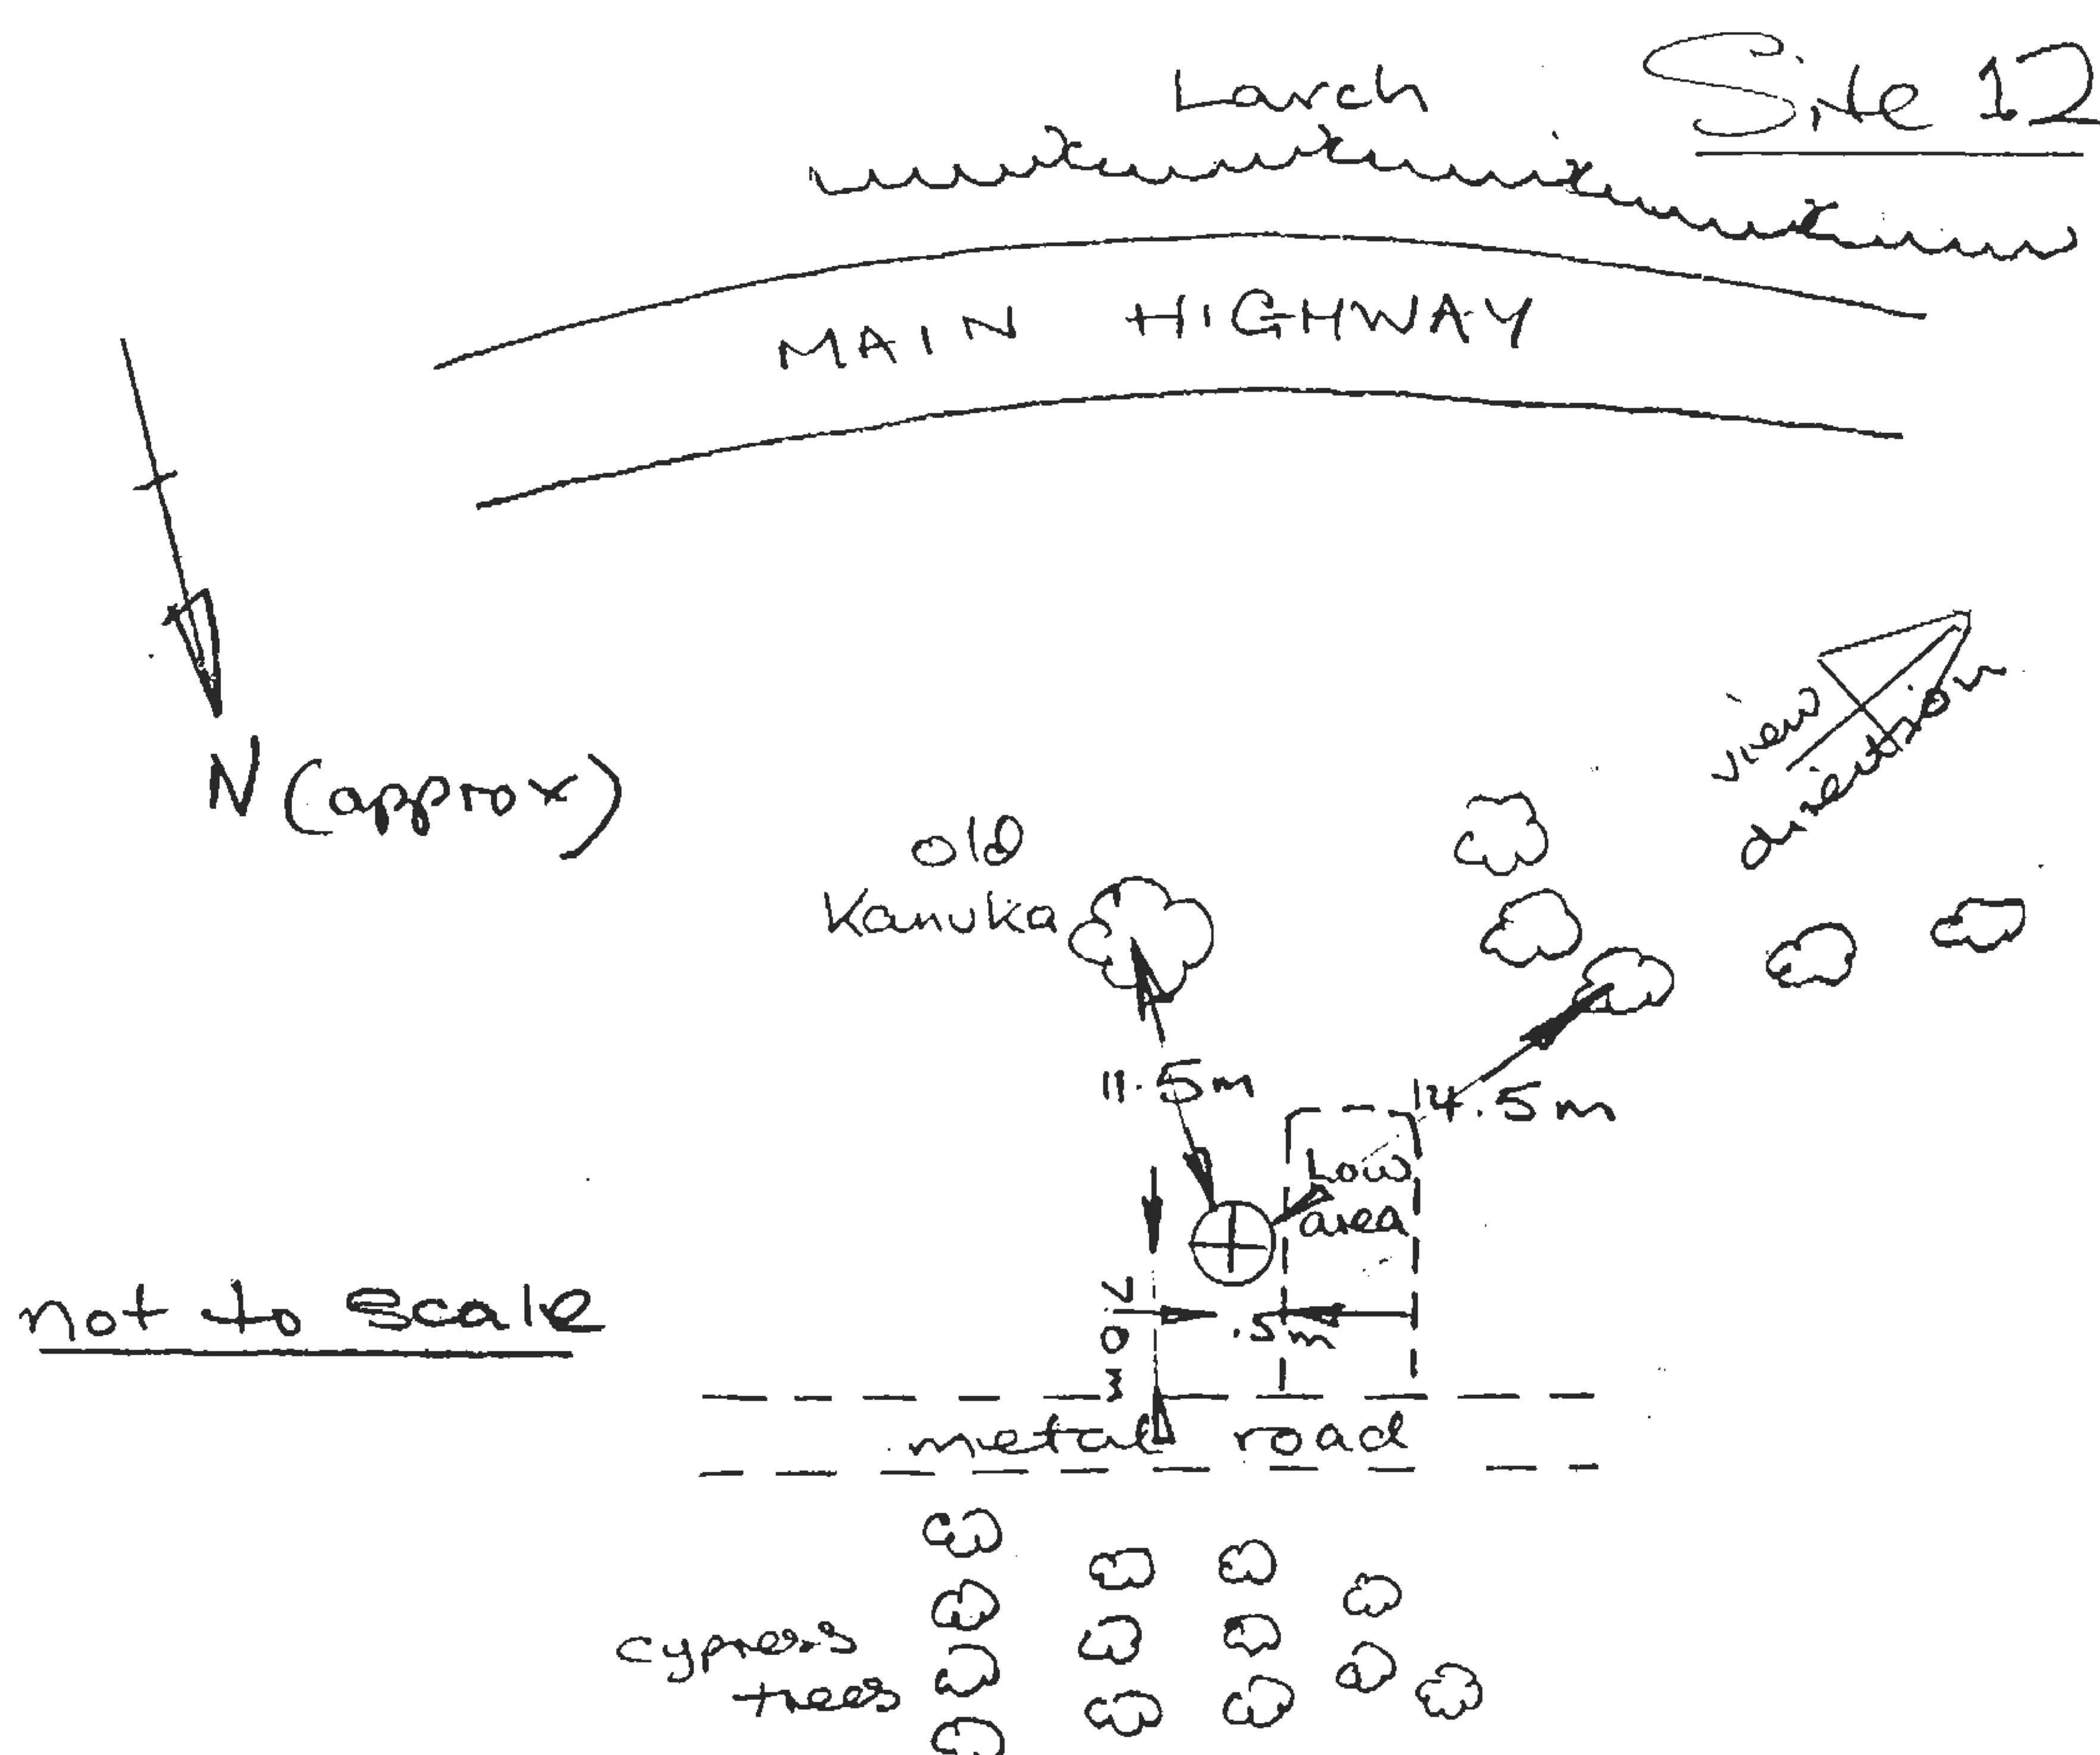 Site 12
Larch
MAIN HIGHWAY
N (approx)
view
direction
old
Kanuka
11.5m
14.5m
Low
area
.5m
not to scale
metal road
cypress
trees